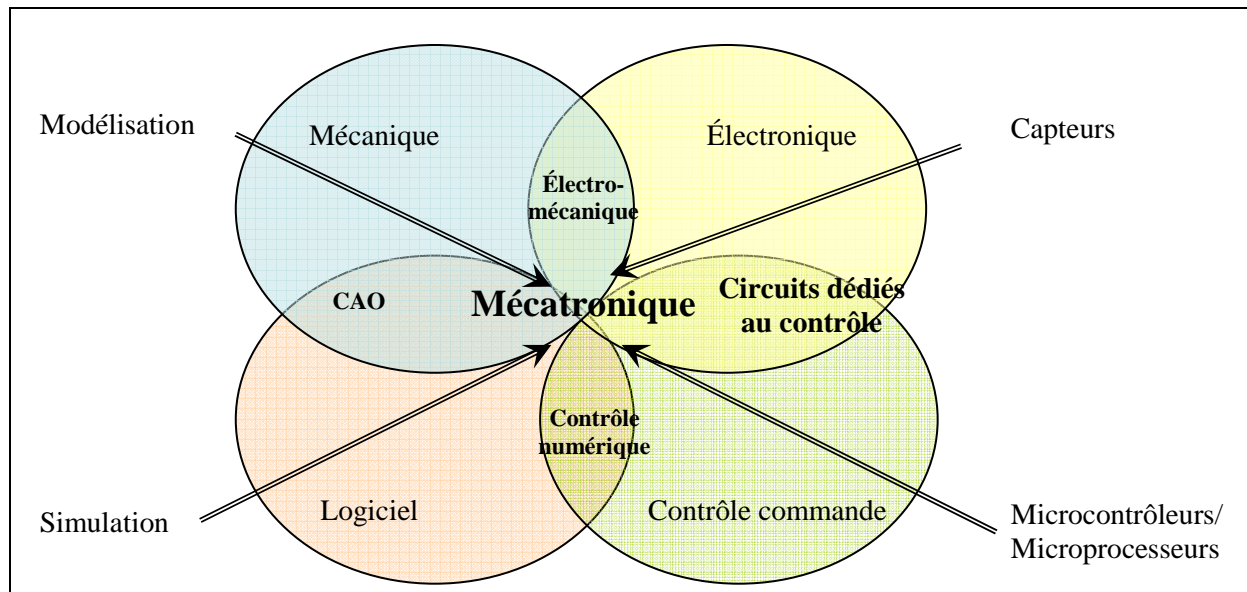 Modélisation
Mécanique
Électronique
Capteurs
Électro-
mécanique
CAO
Mécatronique
Circuits dédiés
au contrôle
Contrôle
numérique
Simulation
Logiciel
Contrôle commande
Microcontrôleurs/
Microprocesseurs